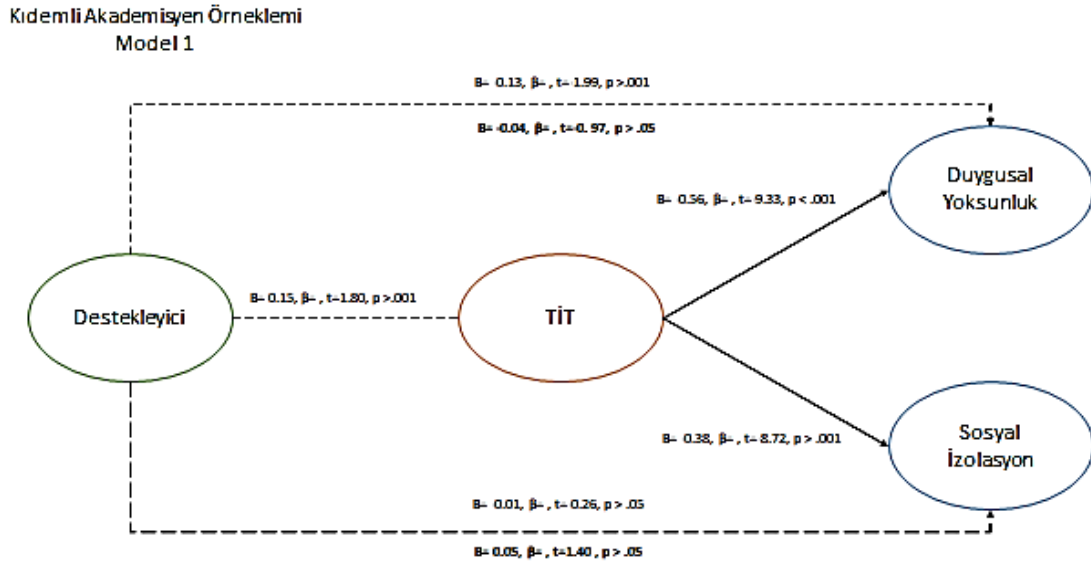 Kıdemli Akademisyen Örneklemi
Model 1
B= 0.13, β= , t=-1.99, p >.001
B= -0.04, β= , t=-0. 97, p > .05
Duygusal
Yoksunluk
B= 0.56, β= , t= 9.33, p < .001
Destekleyici
B= 0.15, β= , t=1.80, p >.001
TİT
B= 0.38, β= , t= 8.72, p > .001
Sosyal
İzolasyon
B= 0.01, β= , t= 0.26, p > .05
B= 0.05, β= , t=1.40, p > .05